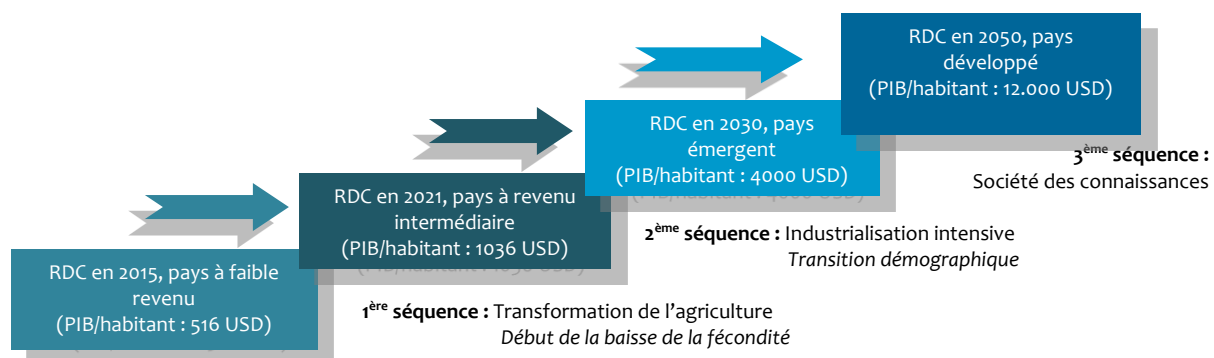 RDC en 2050, pays
développé
(PIB/habitant : 12.000 USD)
RDC en 2030, pays
émergent
(PIB/habitant : 4000 USD)
3ème séquence :
Société des connaissances
RDC en 2021, pays à revenu
intermédiaire
(PIB/habitant : 1036 USD)
2ème séquence : Industrialisation intensive
Transition démographique
RDC en 2015, pays à faible
revenu
(PIB/habitant : 516 USD)
1ère séquence : Transformation de l’agriculture
Début de la baisse de la fécondité